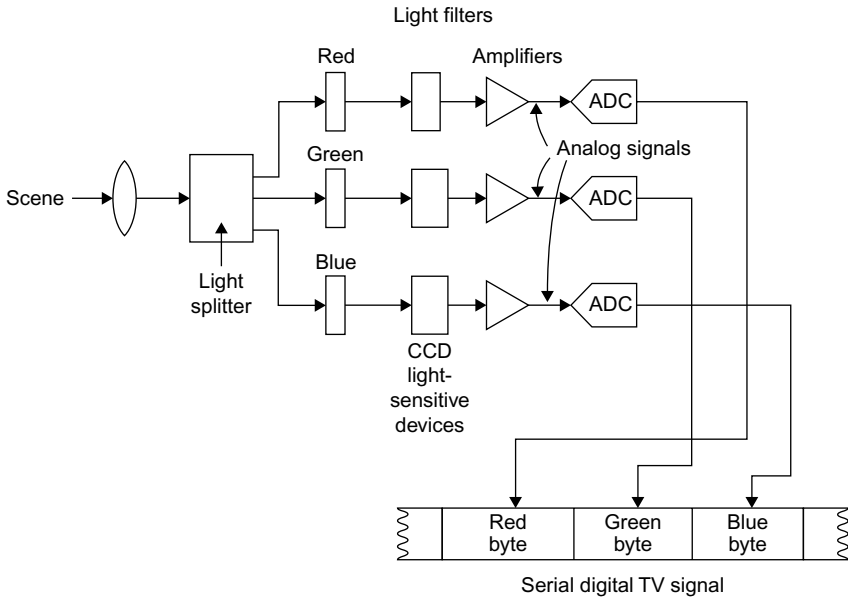 Light filters
Red
Amplifiers
ADC
Analog signals
Green
Scene
ADC
Light
splitter
Blue
ADC
CCD
light-
sensitive
devices
Red
byte
Green
byte
Blue
byte
Serial digital TV signal